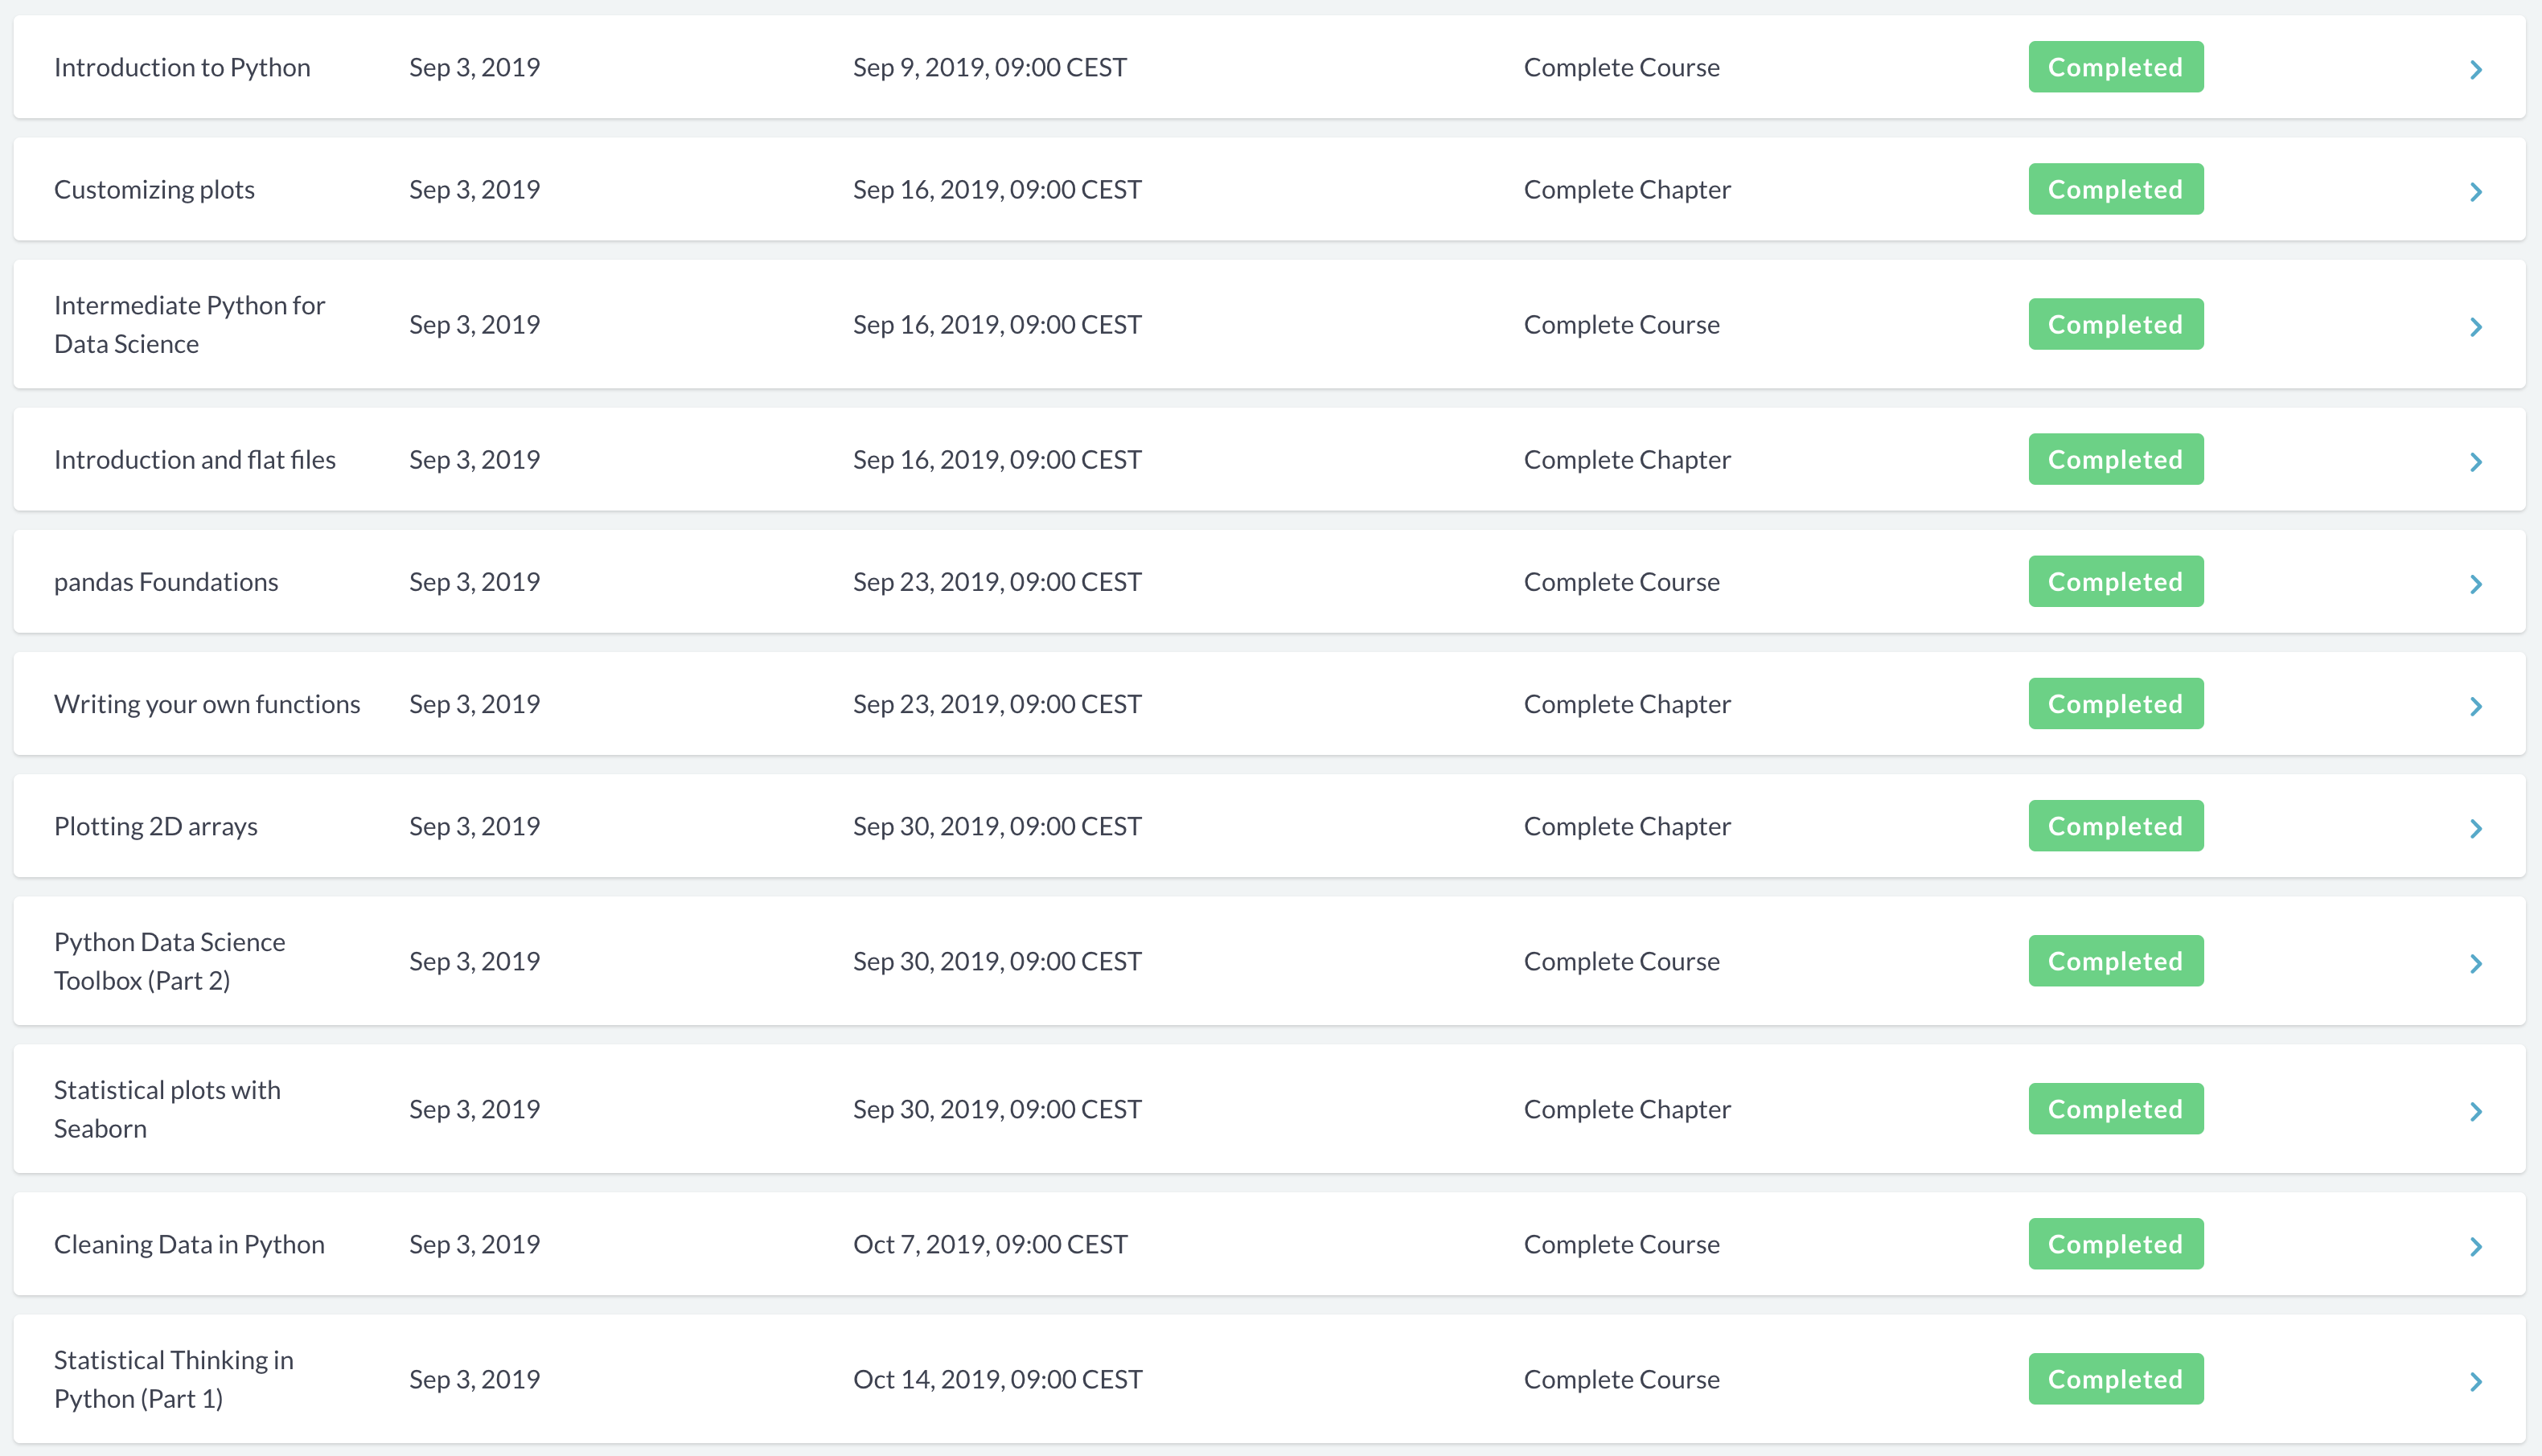 Introduction to Python Sep 3, 2019 Sep 9, 2019, 09:00 CEST Complete Course Completed
Customizing plots Sep 3, 2019 Sep 16, 2019, 09:00 CEST Complete Chapter Completed
Intermediate Python for
Data Science Sep 3, 2019 Sep 16, 2019, 09:00 CEST Complete Course Completed
Introduction and flat files Sep 3, 2019 Sep 16, 2019, 09:00 CEST Complete Chapter Completed
pandas Foundations Sep 3, 2019 Sep 23, 2019, 09:00 CEST Complete Course Completed
Writing your own functions Sep 3, 2019 Sep 23, 2019, 09:00 CEST Complete Chapter Completed
Plotting 2D arrays Sep 3, 2019 Sep 30, 2019, 09:00 CEST Complete Chapter Completed
Python Data Science
Toolbox (Part 2) Sep 3, 2019 Sep 30, 2019, 09:00 CEST Complete Course Completed
Statistical plots with
Seaborn Sep 3, 2019 Sep 30, 2019, 09:00 CEST Complete Chapter Completed
Cleaning Data in Python Sep 3, 2019 Oct 7, 2019, 09:00 CEST Complete Course Completed
Statistical Thinking in
Python (Part 1) Sep 3, 2019 Oct 14, 2019, 09:00 CEST Complete Course Completed